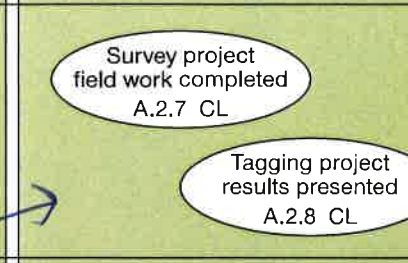 Survey project
field work completed
A.2.7 CL
Tagging project
results presented
A.2.8 CL